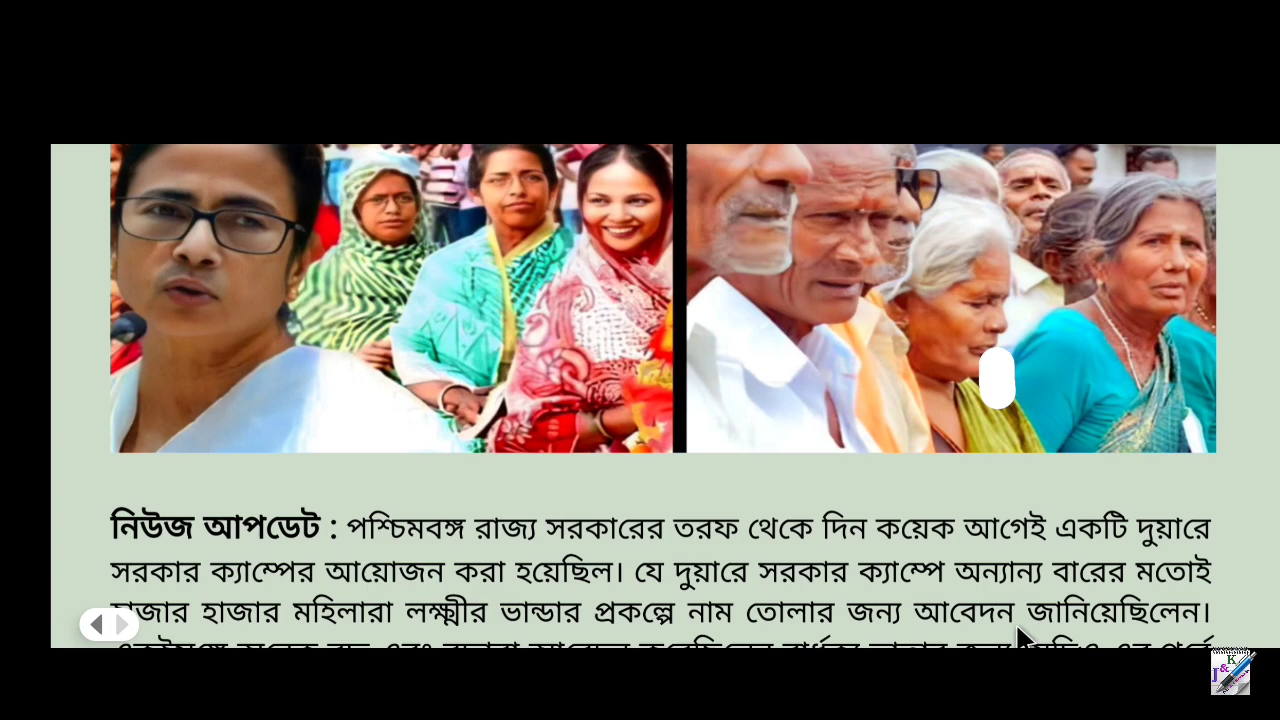 নিউজ আপডেট : পশ্চিমবঙ্গ রাজ্য সরকারের তরফ থেকে দিন কয়েক আগেই একটি দুয়ারে
সরকার ক্যাম্পের আয়োজন করা হয়েছিল। যে দুয়ারে সরকার ক্যাম্পে অন্যান্য বারের মতোই
হাজার হাজার মহিলারা লক্ষ্মীর ভান্ডার প্রকল্পে নাম তোলার জন্য আবেদন জানিয়েছিলেন।
J&K